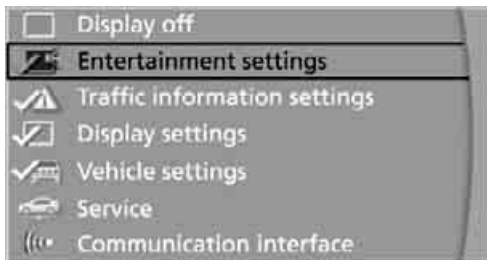 Display off
Entertainment settings
Traffic information settings
Display settings
Vehicle settings
Service
Communication interface